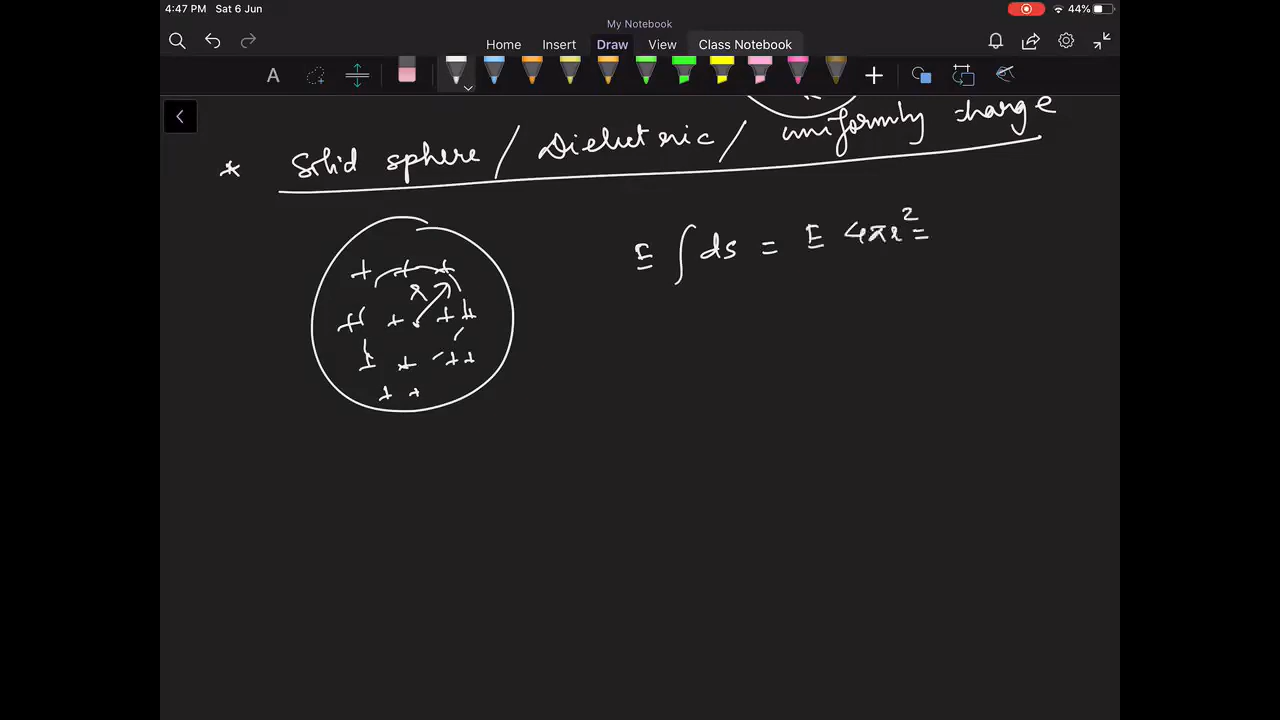 4:47 PM Sat 6 Jun
44%
My Notebook
Home Insert Draw View Class Notebook
A
* Solid sphere / Dielectric / uniformly charge
r
E ∫ ds = E 4πr² =